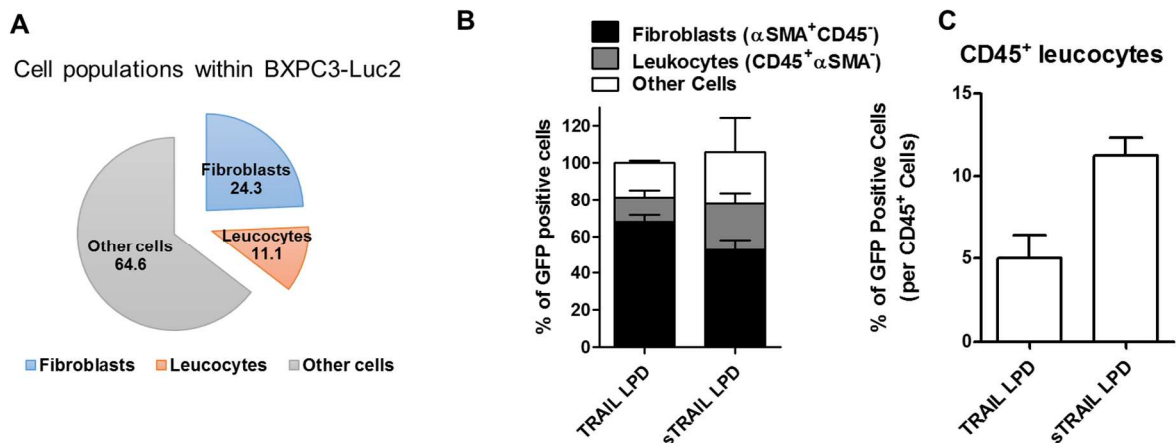 A
Cell populations within BXPC3-Luc2
Fibroblasts
24.3
Leucocytes
11.1
Other cells
64.6
Fibroblasts Leucocytes Other cells
B
Fibroblasts (αSMA⁺CD45⁻)
Leukocytes (CD45⁺αSMA⁻)
Other Cells
% of GFP positive cells
120
100
80
60
40
20
0
TRAIL LPD
sTRAIL LPD
C
CD45⁺ leucocytes
% of GFP Positive Cells
(per CD45⁺ Cells)
15
10
5
0
TRAIL LPD
sTRAIL LPD